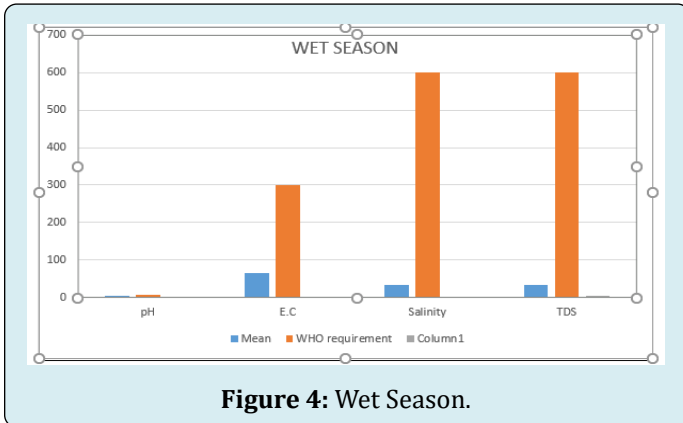 WET SEASON
700
600
500
400
300
200
100
0
pH E.C Salinity TDS
Mean WHO requirement Column1
Figure 4: Wet Season.